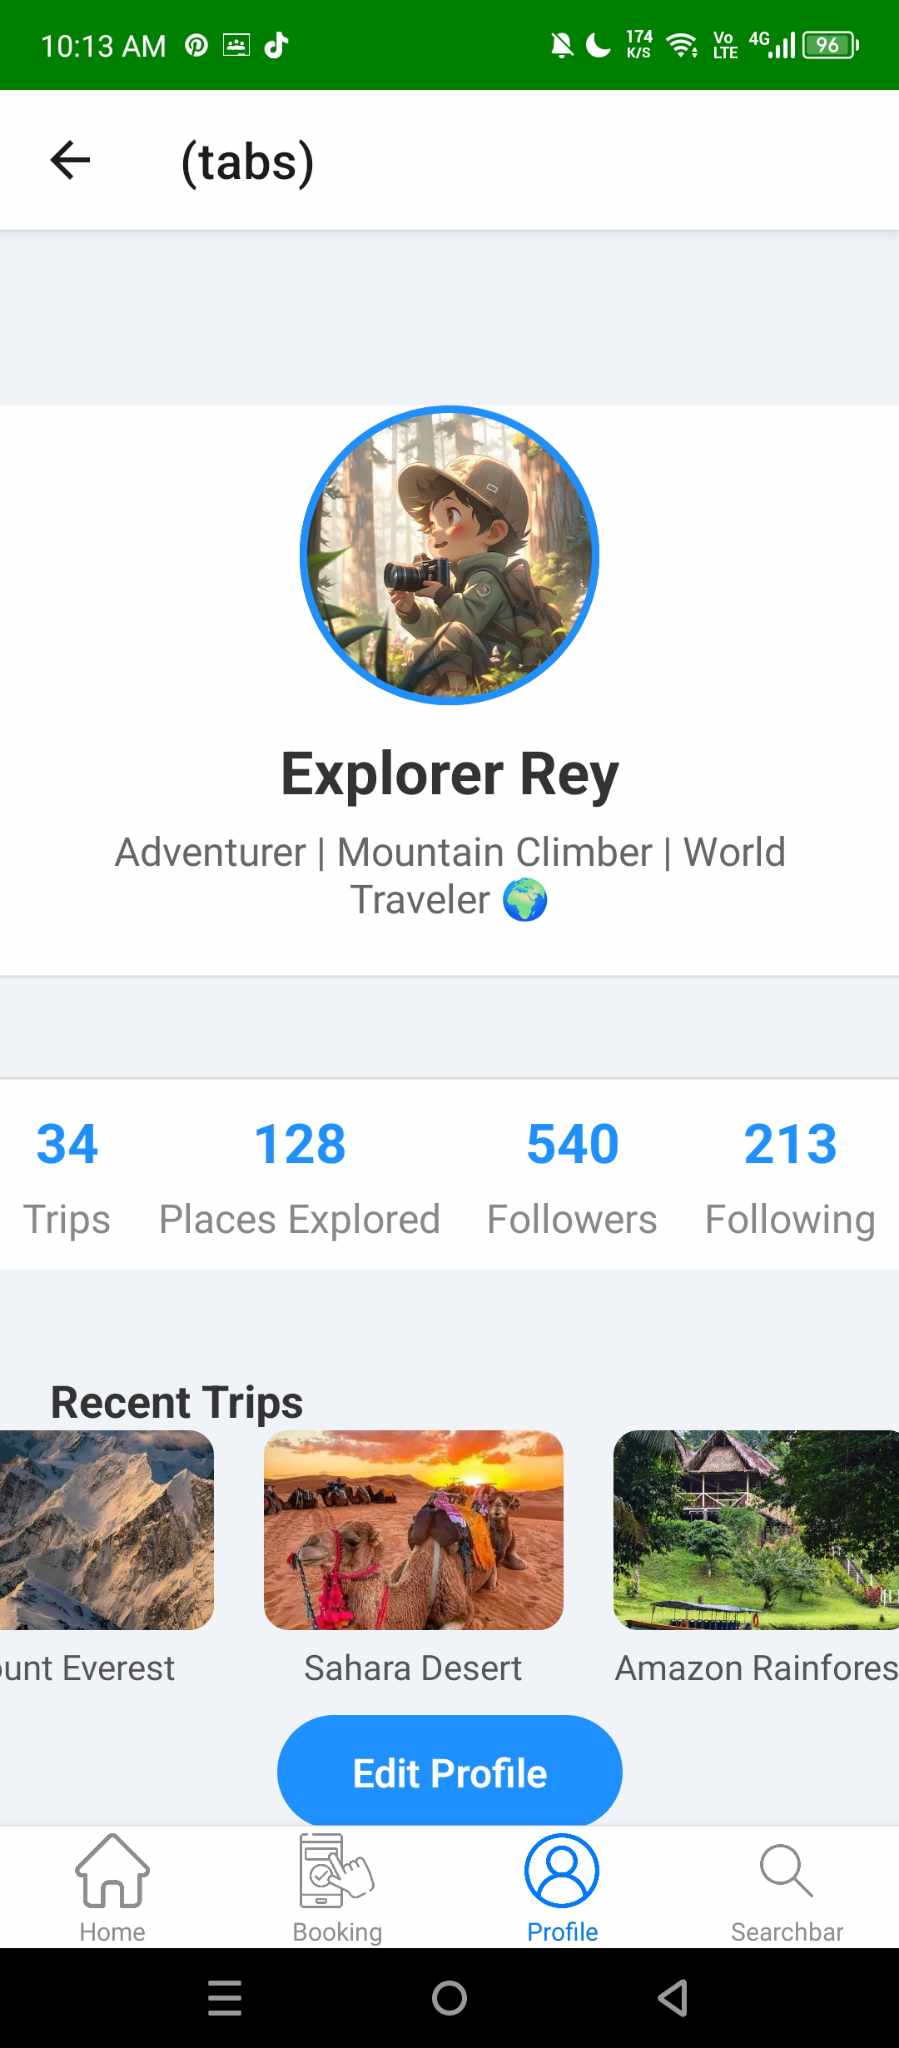 10:13 AM 174 K/S Vo LTE 4G 96
(tabs)
Explorer Rey
Adventurer | Mountain Climber | World
Traveler 🌍
34 128 540 213
Trips Places Explored Followers Following
Recent Trips
ount Everest Sahara Desert Amazon Rainfores
Edit Profile
Home Booking Profile Searchbar